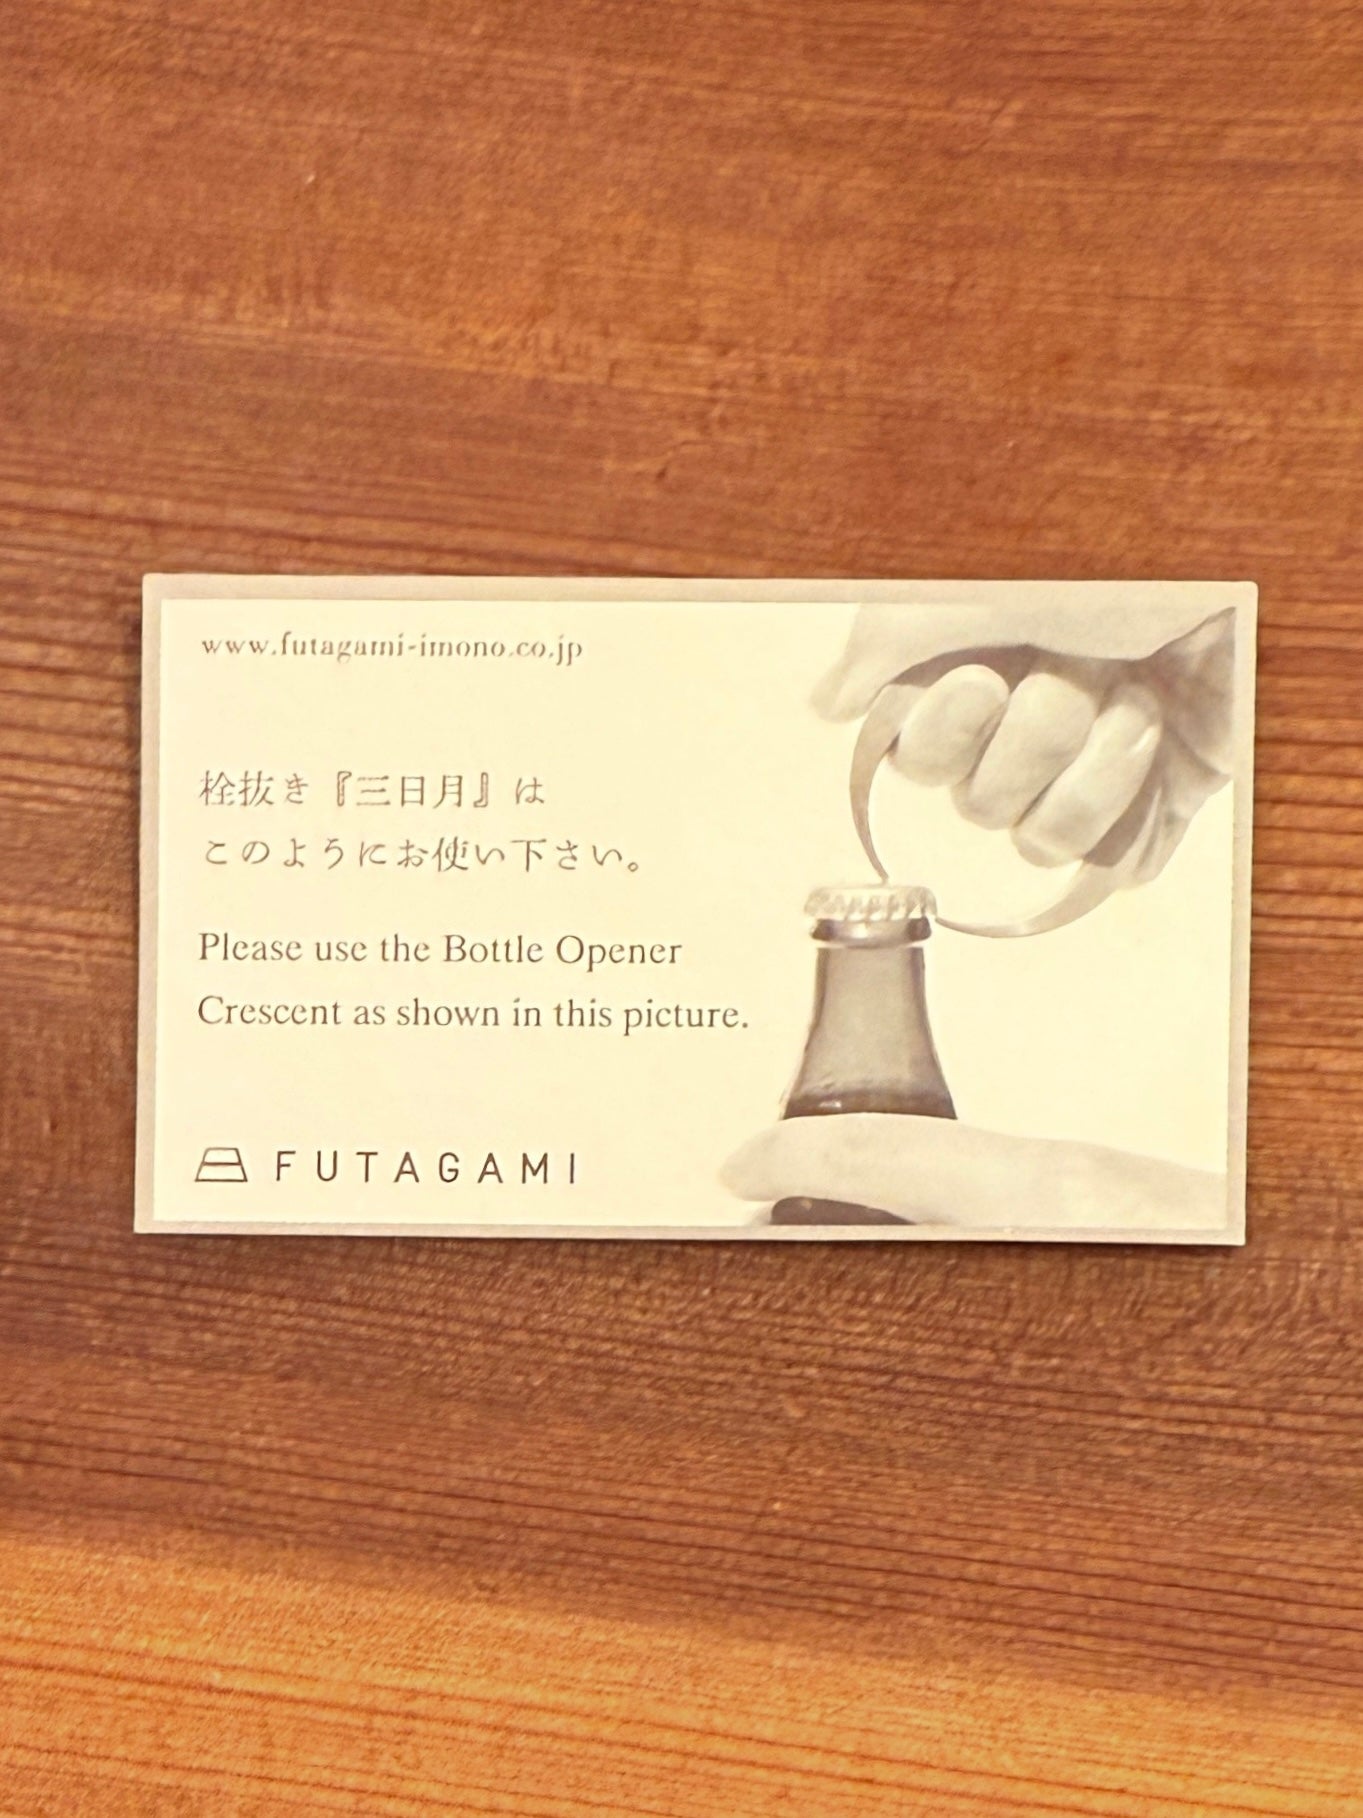 www.futagami-imono.co.jp
栓抜き『三日月』は
このようにお使い下さい。
Please use the Bottle Opener
Crescent as shown in this picture.
FUTAGAMI